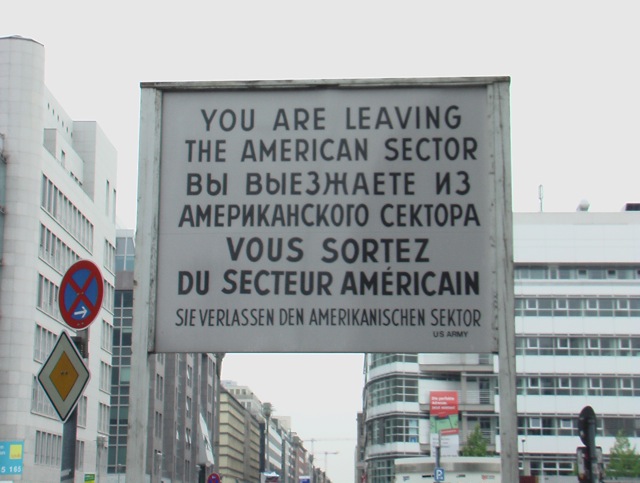 YOU ARE LEAVING
THE AMERICAN SECTOR
ВЫ ВЫЕЗЖАЕТЕ ИЗ
АМЕРИКАНСКОГО СЕКТОРА
VOUS SORTEZ
DU SECTEUR AMÉRICAIN
SIE VERLASSEN DEN AMERIKANISCHEN SEKTOR
US ARMY
P